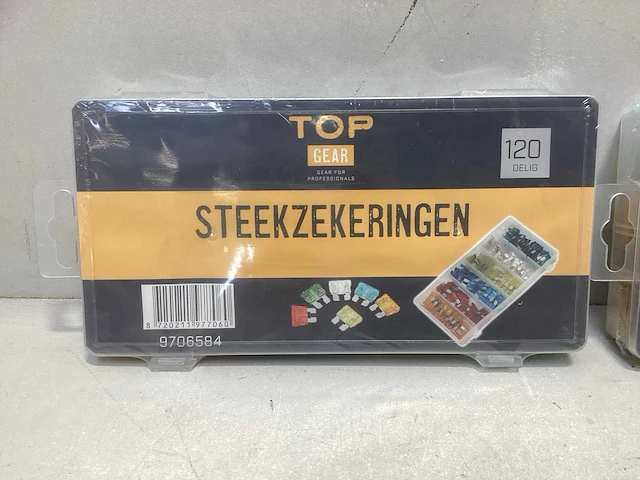 TOP
GEAR
GEAR FOR
PROFESSIONALS
120
DELIG
STEEKZEKERINGEN
8 720211 977060
9706584